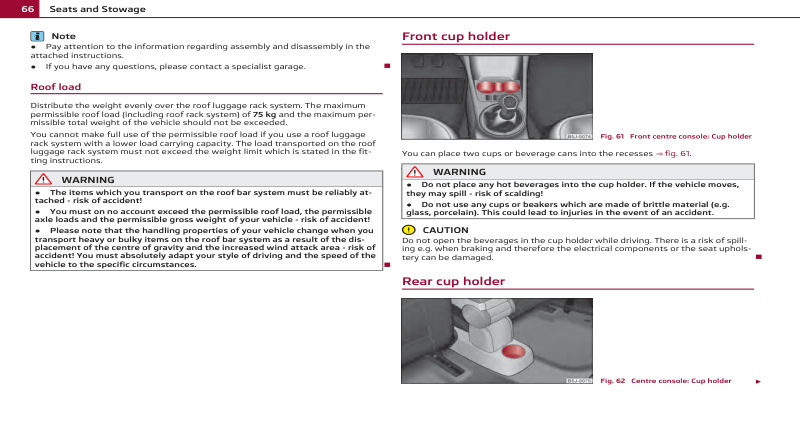 66 Seats and Stowage
Note
• Pay attention to the information regarding assembly and disassembly in the
attached instructions.
• If you have any questions, please contact a specialist garage.
Roof load
Distribute the weight evenly over the roof luggage rack system. The maximum
permissible roof load (including roof rack system) of 75 kg and the maximum per-
missible total weight of the vehicle should not be exceeded.
You cannot make full use of the permissible roof load if you use a roof luggage
rack system with a lower load carrying capacity. The load transported on the roof
luggage rack system must not exceed the weight limit which is stated in the fit-
ting instructions.
WARNING
• The items which you transport on the roof bar system must be reliably at-
tached - risk of accident!
• You must on no account exceed the permissible roof load, the permissible
axle loads and the permissible gross weight of your vehicle - risk of accident!
• Please note that the handling properties of your vehicle change when you
transport heavy or bulky items on the roof bar system as a result of the dis-
placement of the centre of gravity and the increased wind attack area - risk of
accident! You must absolutely adapt your style of driving and the speed of the
vehicle to the specific circumstances.
Front cup holder
Fig. 61 Front centre console: Cup holder
You can place two cups or beverage cans into the recesses ⇒ fig. 61.
WARNING
• Do not place any hot beverages into the cup holder. If the vehicle moves,
they may spill - risk of scalding!
• Do not use any cups or beakers which are made of brittle material (e.g.
glass, porcelain). This could lead to injuries in the event of an accident.
CAUTION
Do not open the beverages in the cup holder while driving. There is a risk of spill-
ing e.g. when braking and therefore the electrical components or the seat uphols-
tery can be damaged.
Rear cup holder
Fig. 62 Centre console: Cup holder